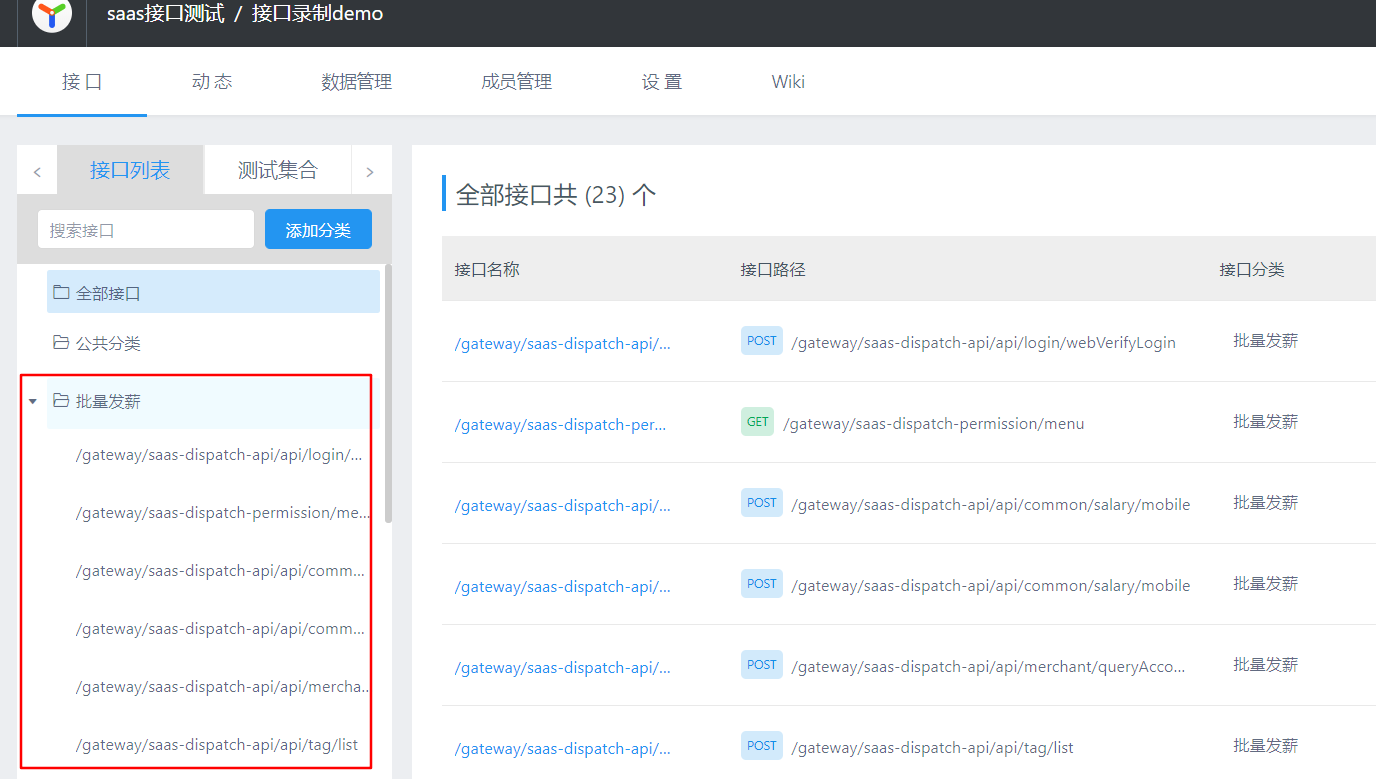 saas接口测试 / 接口录制demo
接 口 动 态 数据管理 成员管理 设 置 Wiki
接口列表 测试集合
搜索接口 添加分类
全部接口
公共分类
批量发薪
/gateway/saas-dispatch-api/api/login/...
/gateway/saas-dispatch-permission/me...
/gateway/saas-dispatch-api/api/comm...
/gateway/saas-dispatch-api/api/comm...
/gateway/saas-dispatch-api/api/mercha...
/gateway/saas-dispatch-api/api/tag/list
全部接口共 (23) 个
接口名称 接口路径 接口分类
/gateway/saas-dispatch-api/... POST /gateway/saas-dispatch-api/api/login/webVerifyLogin 批量发薪
/gateway/saas-dispatch-per... GET /gateway/saas-dispatch-permission/menu 批量发薪
/gateway/saas-dispatch-api/... POST /gateway/saas-dispatch-api/api/common/salary/mobile 批量发薪
/gateway/saas-dispatch-api/... POST /gateway/saas-dispatch-api/api/common/salary/mobile 批量发薪
/gateway/saas-dispatch-api/... POST /gateway/saas-dispatch-api/api/merchant/queryAcco... 批量发薪
/gateway/saas-dispatch-api/... POST /gateway/saas-dispatch-api/api/tag/list 批量发薪